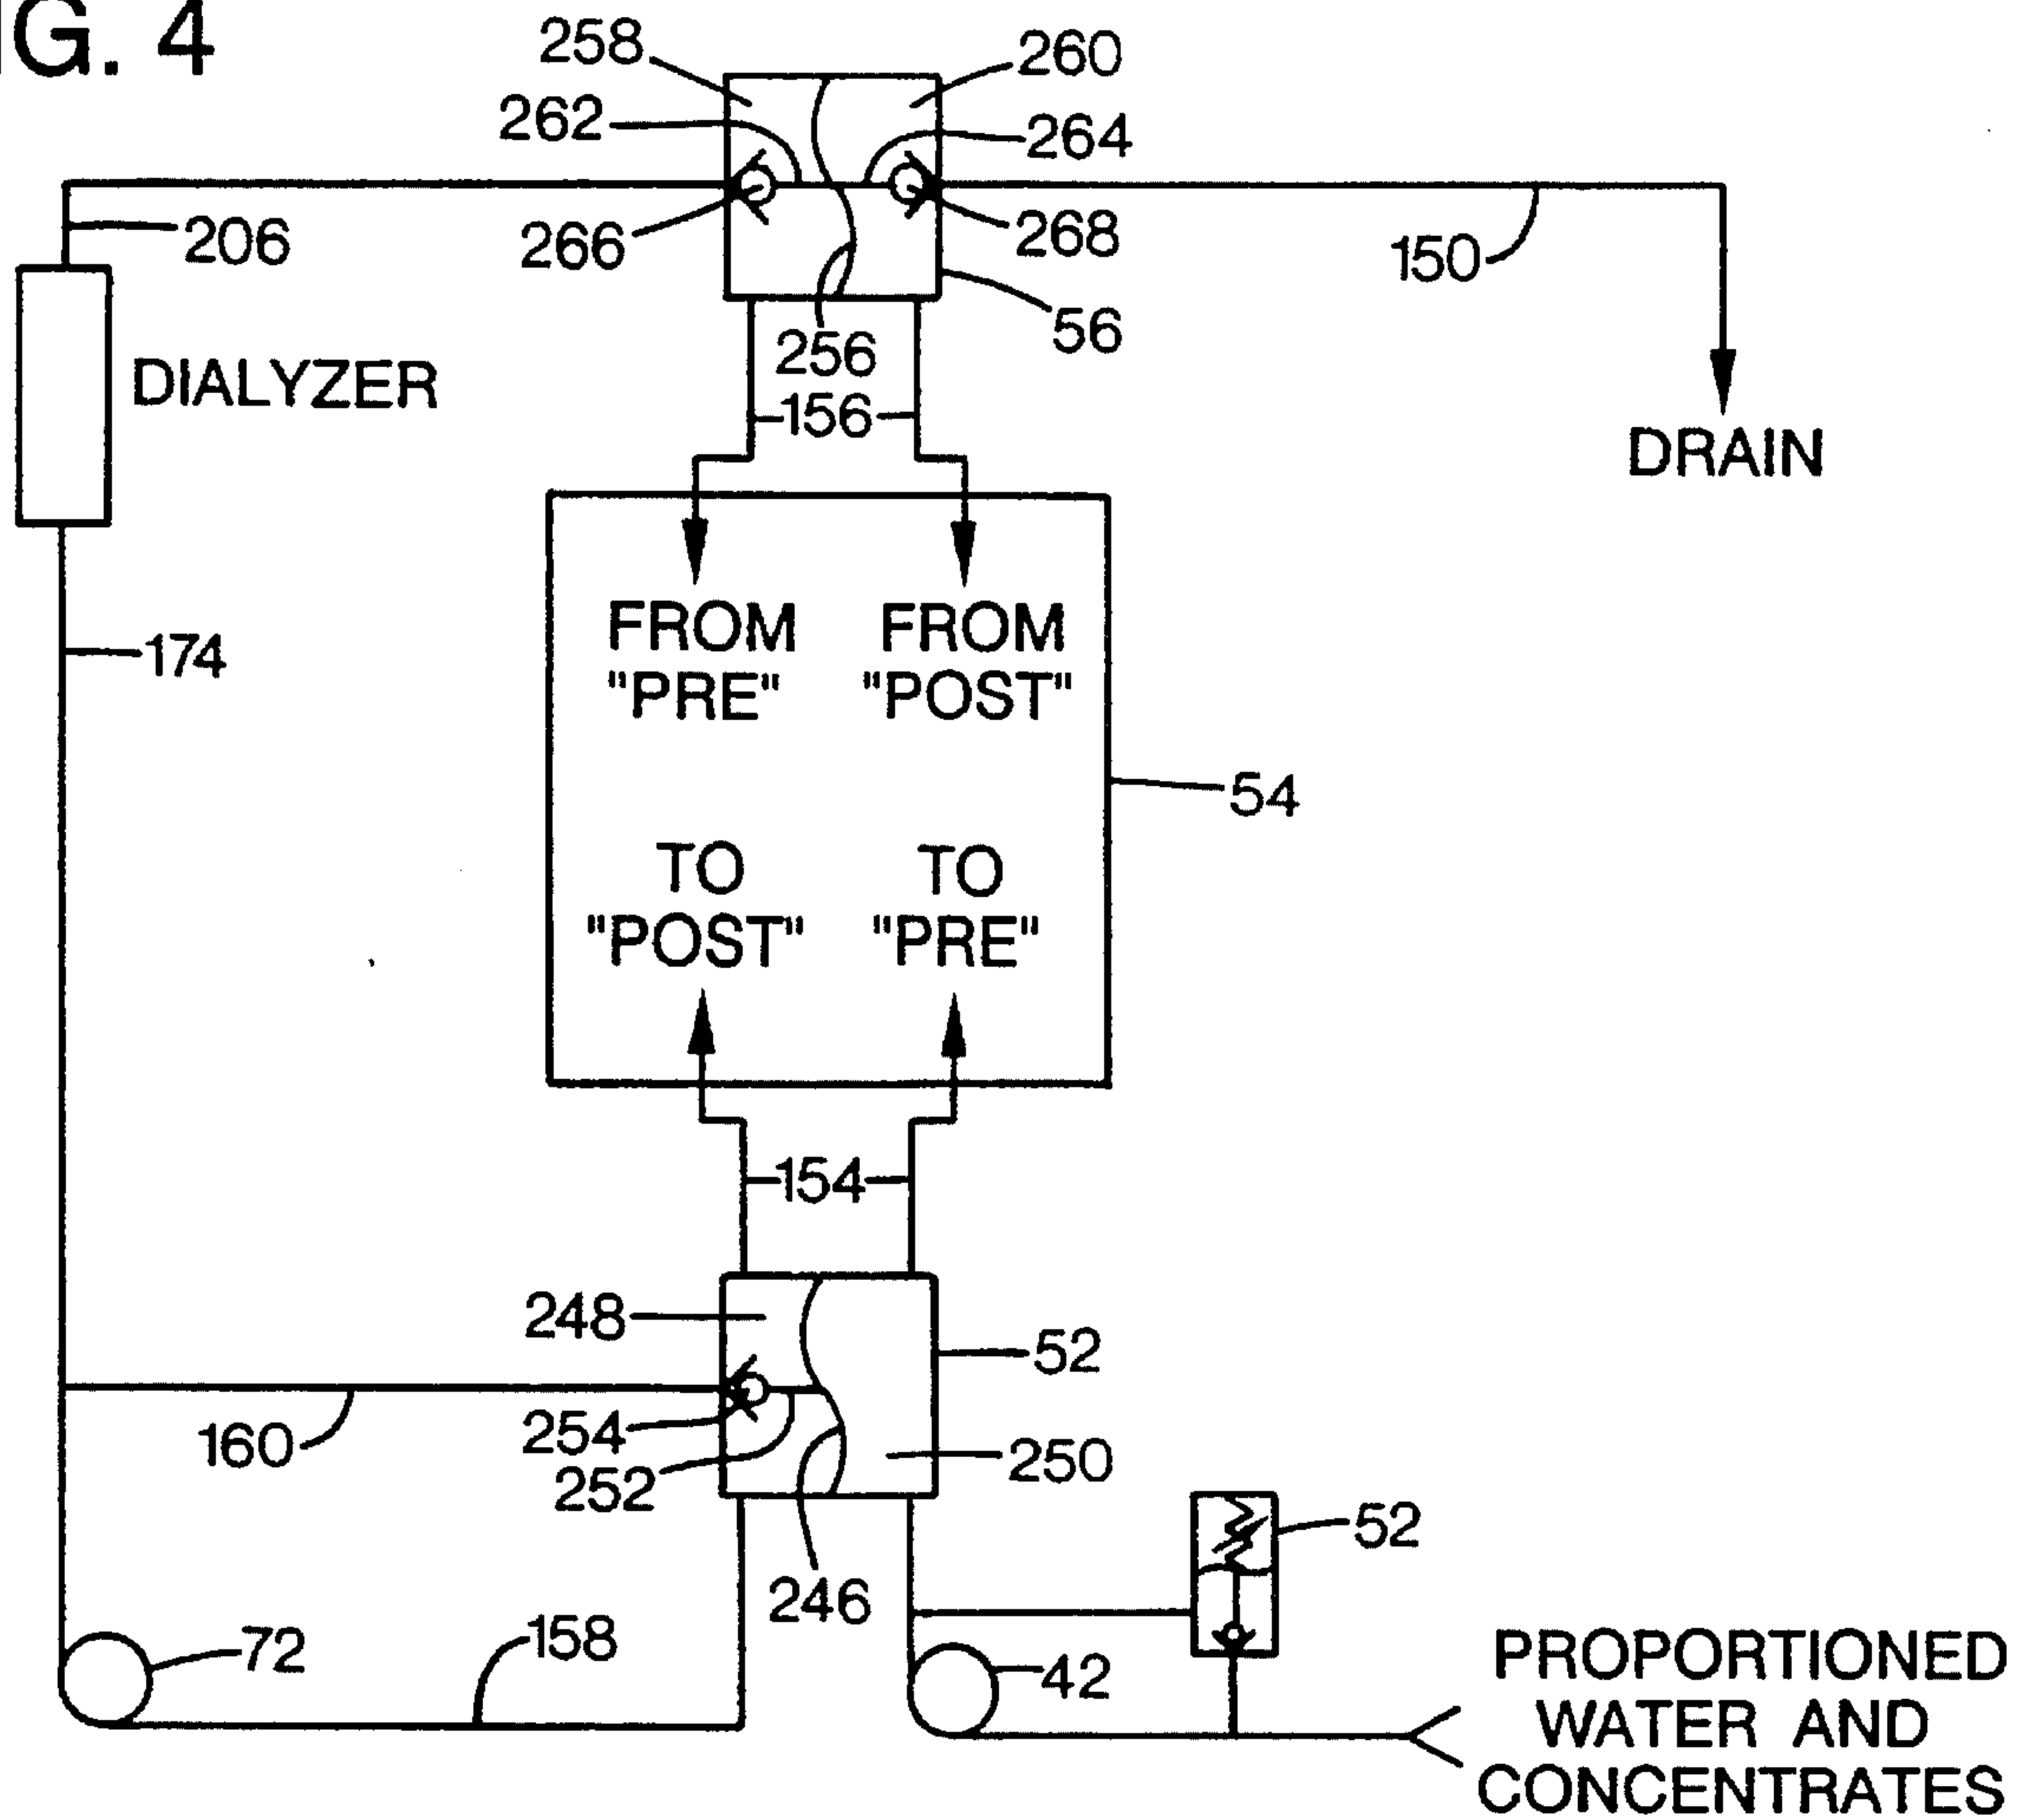 IG. 4
258
260
262
264
206
266
268
150
56
256
DIALYZER
156
DRAIN
FROM
"PRE"
FROM
"POST"
174
54
TO
"POST"
TO
"PRE"
154
248
52
254
160
250
252
52
246
72
158
42
PROPORTIONED
WATER AND
CONCENTRATES